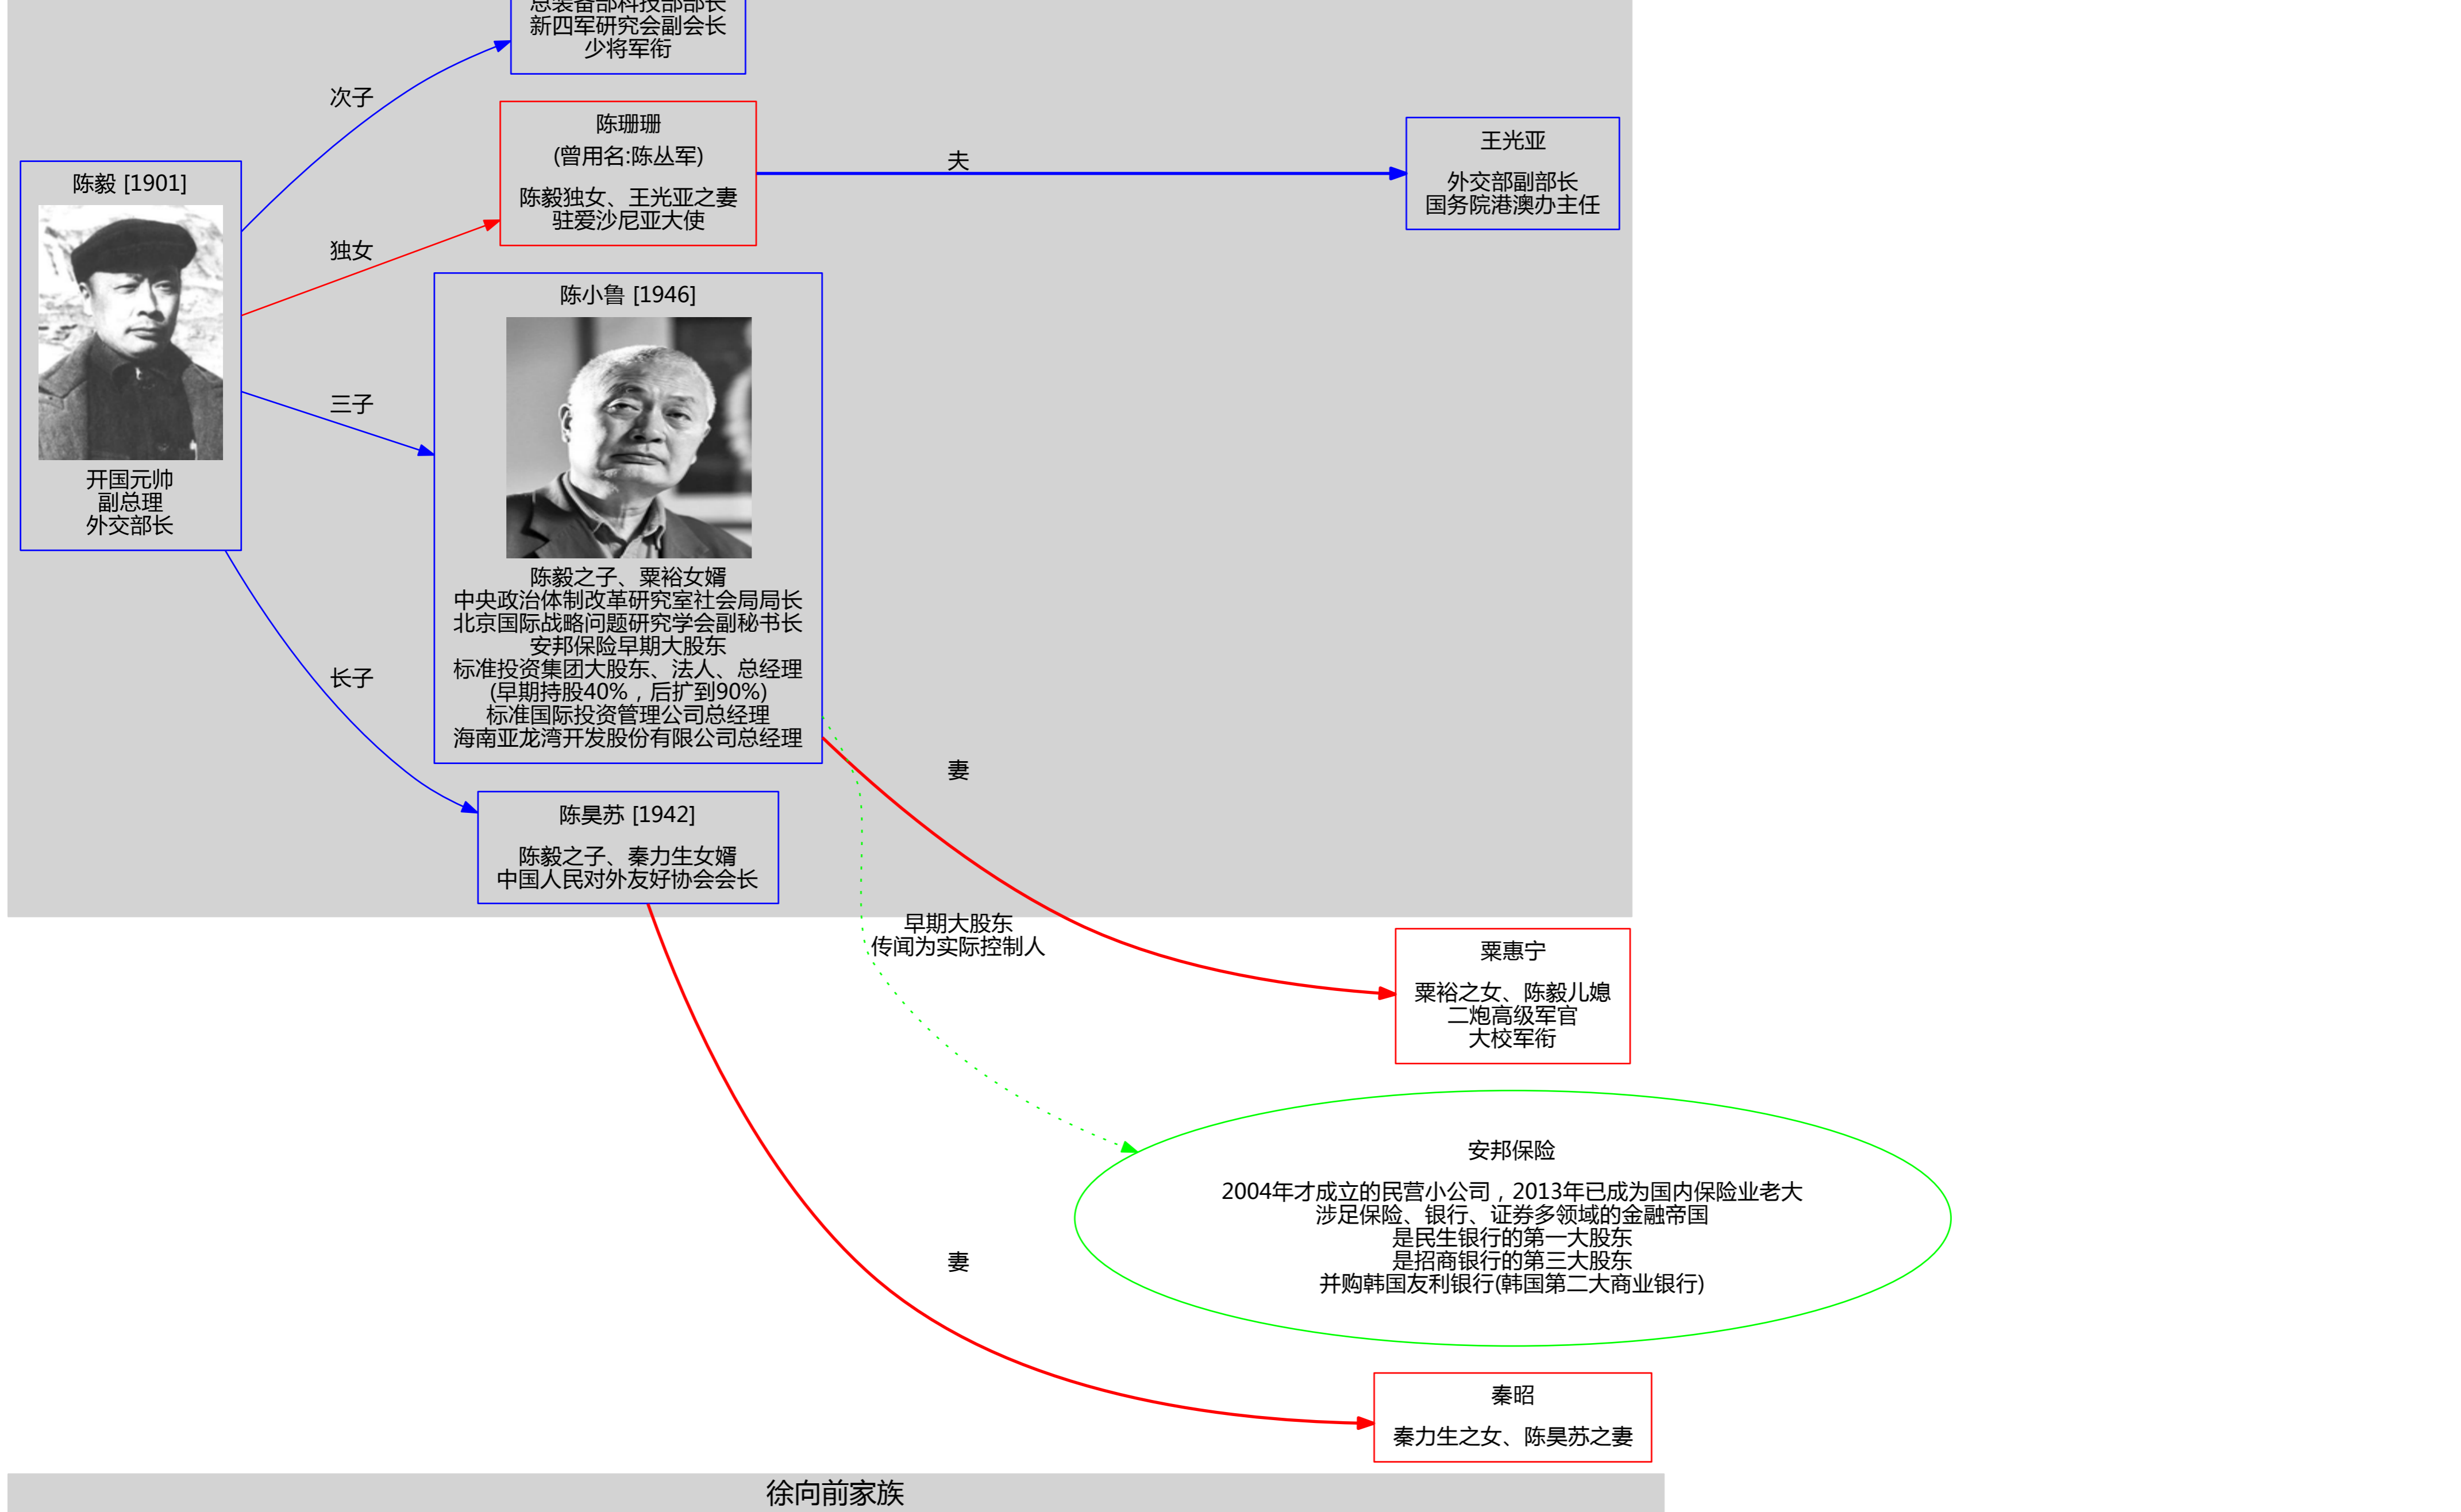 总装备部科技部部长
新四军研究会副会长
少将军衔
次子
陈珊珊
(曾用名:陈丛军)
陈毅独女、王光亚之妻
驻爱沙尼亚大使
夫
王光亚
外交部副部长
国务院港澳办主任
陈毅 [1901]
开国元帅
副总理
外交部长
独女
三子
长子
陈小鲁 [1946]
陈毅之子、粟裕女婿
中央政治体制改革研究室社会局局长
北京国际战略问题研究学会副秘书长
安邦保险早期大股东
标准投资集团大股东、法人、总经理
(早期持股40%，后扩到90%)
标准国际投资管理公司总经理
海南亚龙湾开发股份有限公司总经理
妻
陈昊苏 [1942]
陈毅之子、秦力生女婿
中国人民对外友好协会会长
早期大股东
传闻为实际控制人
粟惠宁
粟裕之女、陈毅儿媳
二炮高级军官
大校军衔
安邦保险
2004年才成立的民营小公司，2013年已成为国内保险业老大
涉足保险、银行、证券多领域的金融帝国
是民生银行的第一大股东
是招商银行的第三大股东
并购韩国友利银行(韩国第二大商业银行)
妻
秦昭
秦力生之女、陈昊苏之妻
徐向前家族